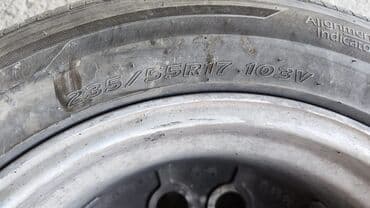 Alignment
Indicator
235/55R17 103V